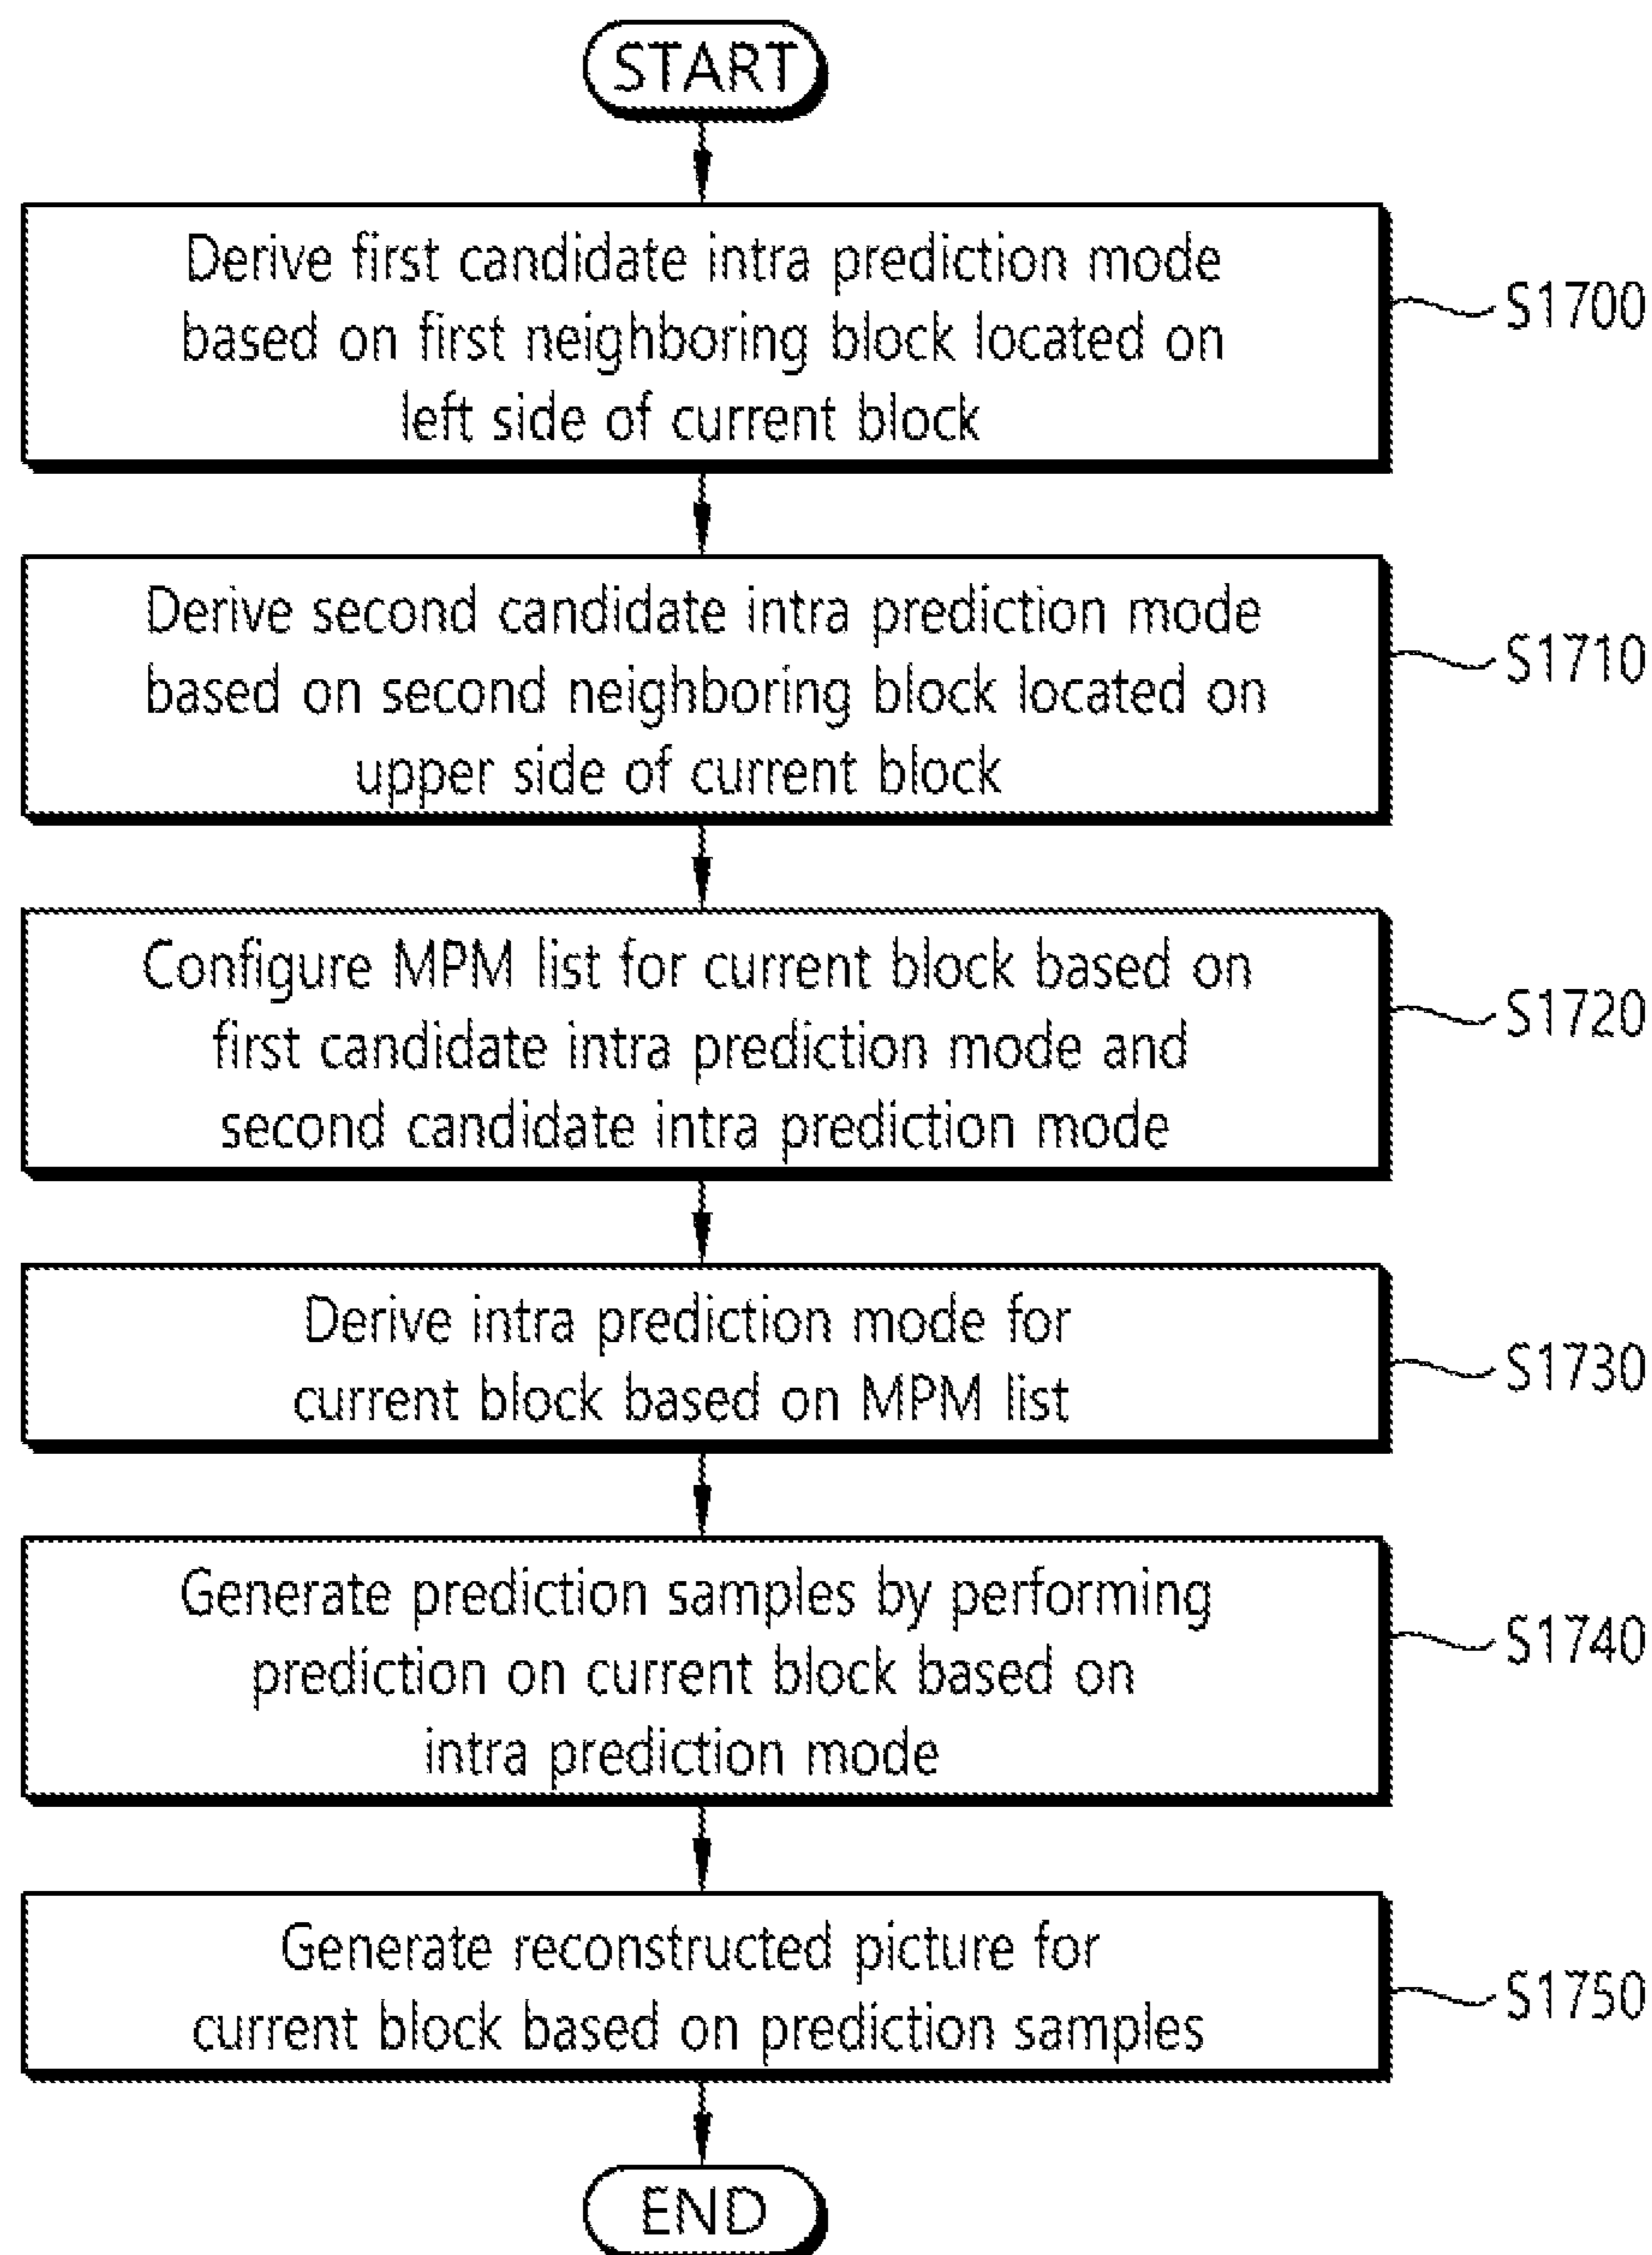 START
Derive first candidate intra prediction mode
based on first neighboring block located on
left side of current block
S1700
Derive second candidate intra prediction mode
based on second neighboring block located on
upper side of current block
S1710
Configure MPM list for current block based on
first candidate intra prediction mode and
second candidate intra prediction mode
S1720
Derive intra prediction mode for
current block based on MPM list
S1730
Generate prediction samples by performing
prediction on current block based on
intra prediction mode
S1740
Generate reconstructed picture for
current block based on prediction samples
S1750
END